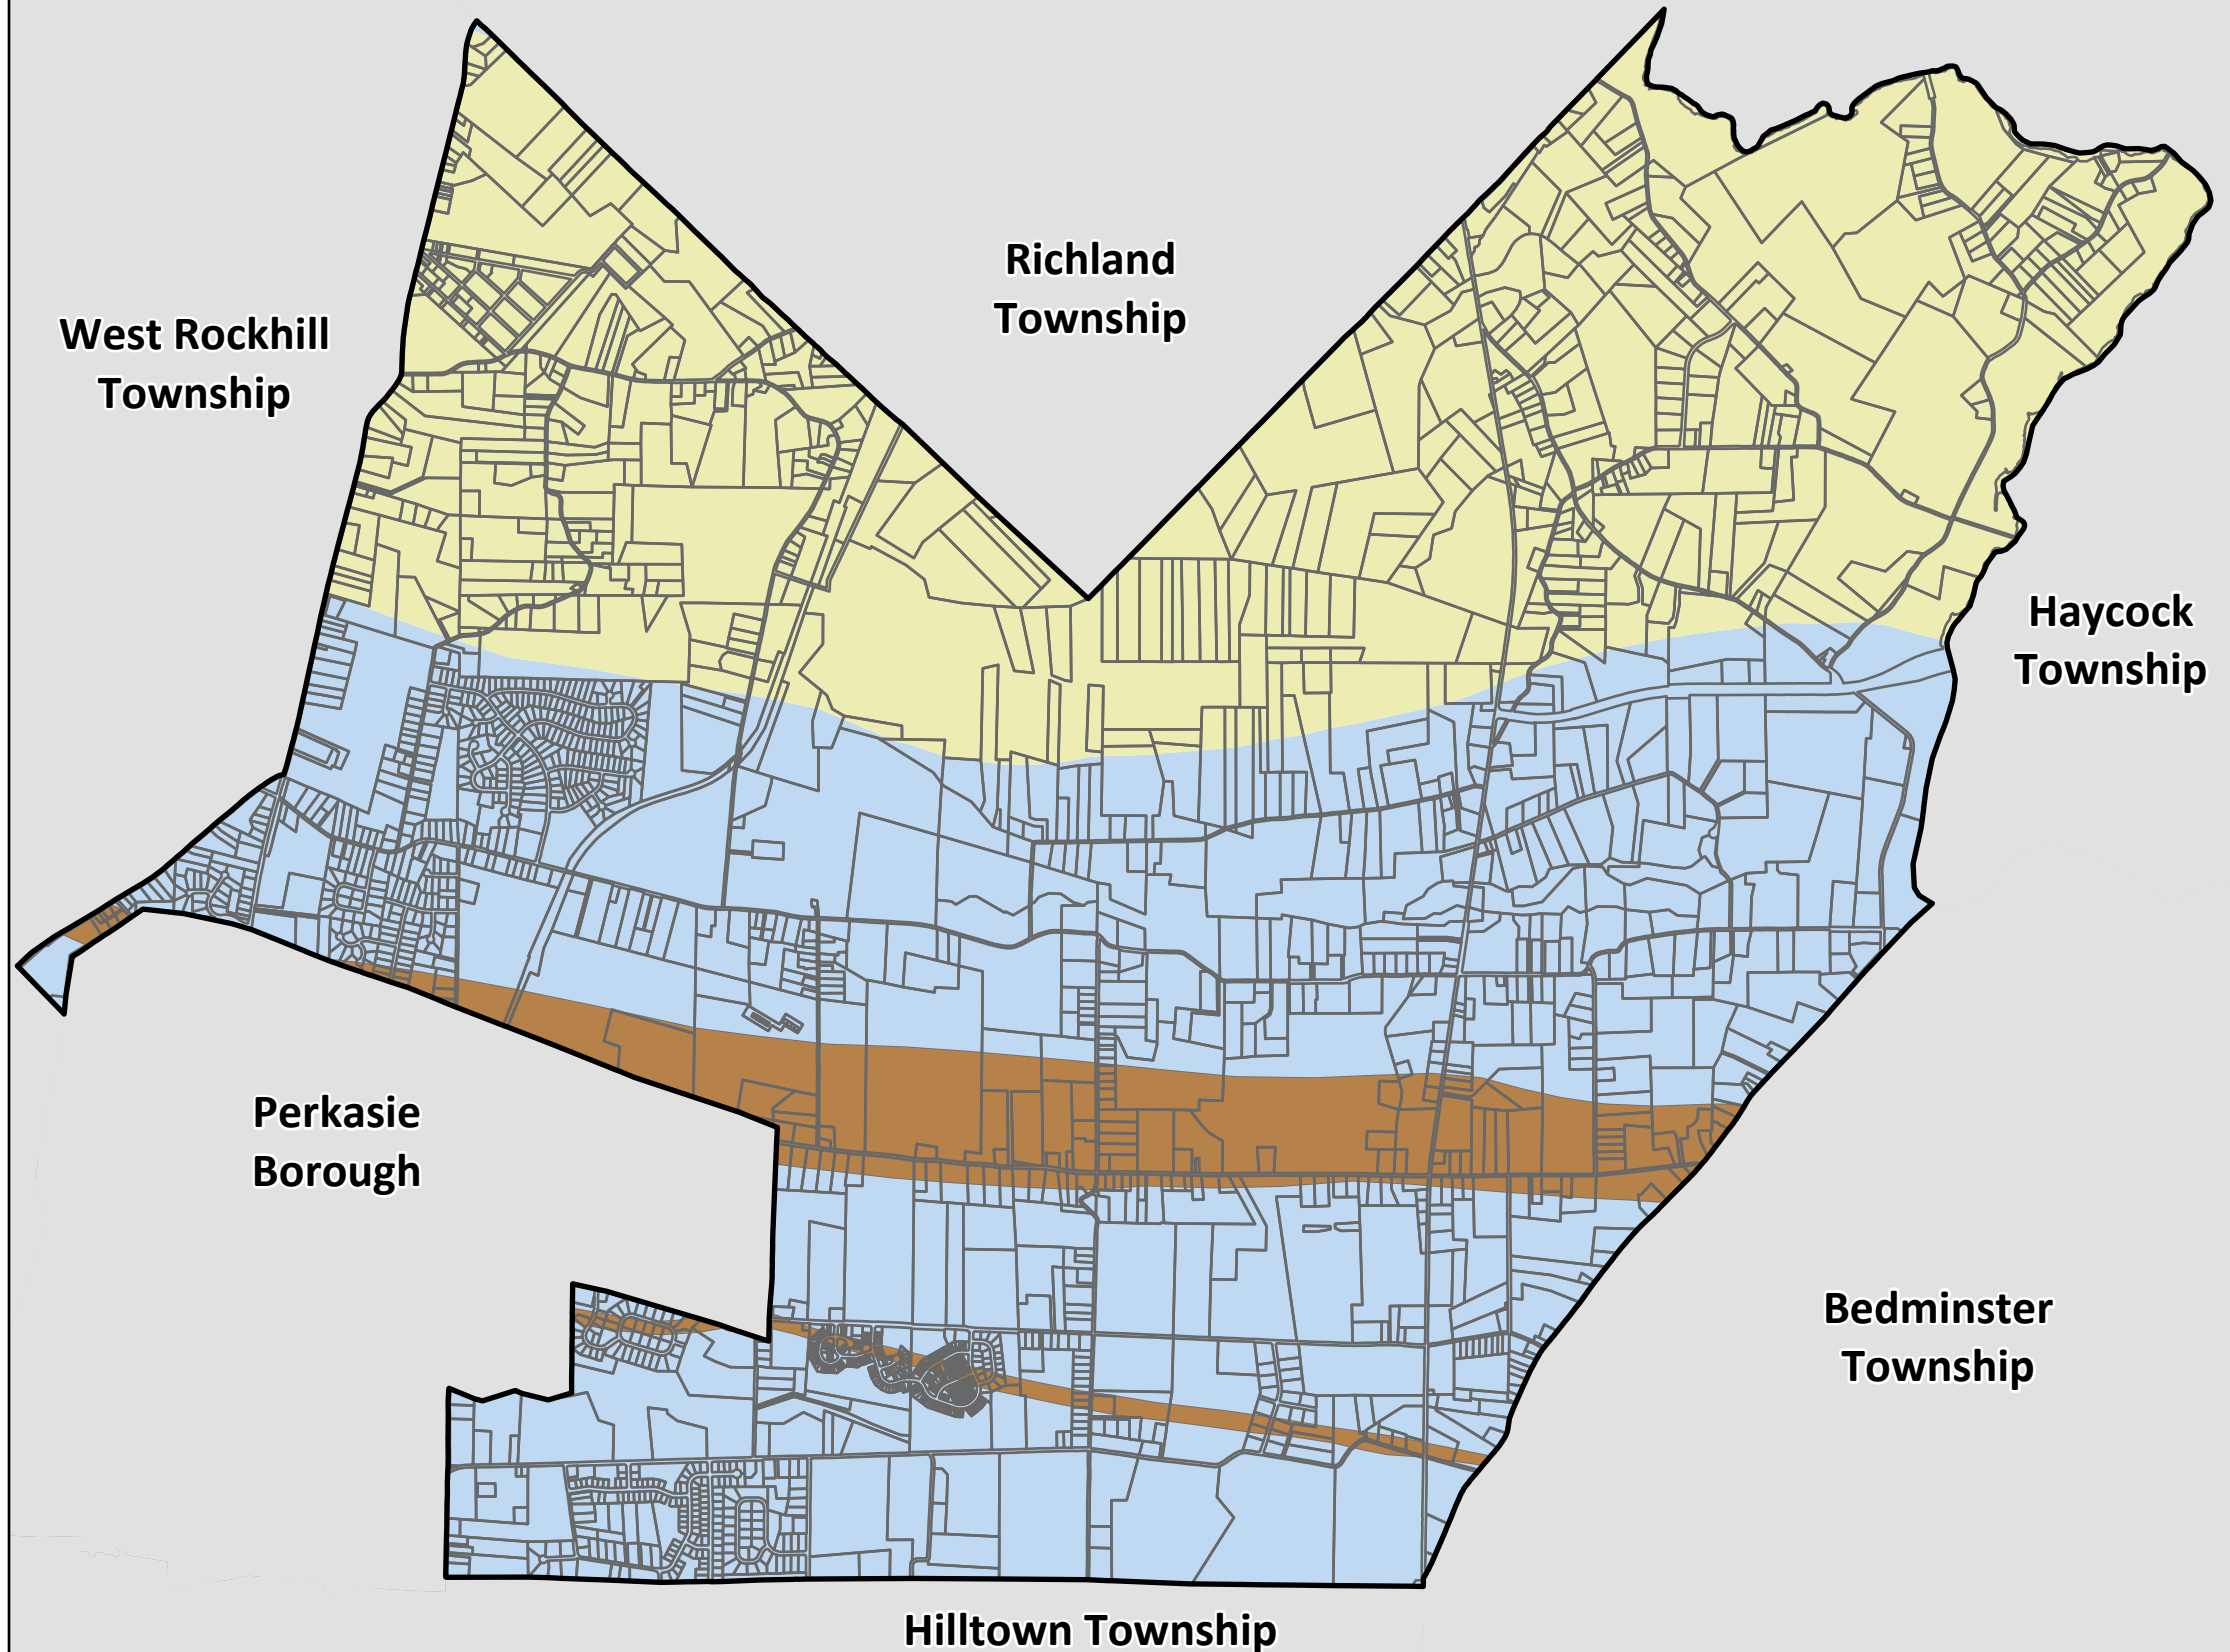 Richland
Township
West Rockhill
Township
Haycock
Township
Perkasie
Borough
Bedminster
Township
Hilltown Township